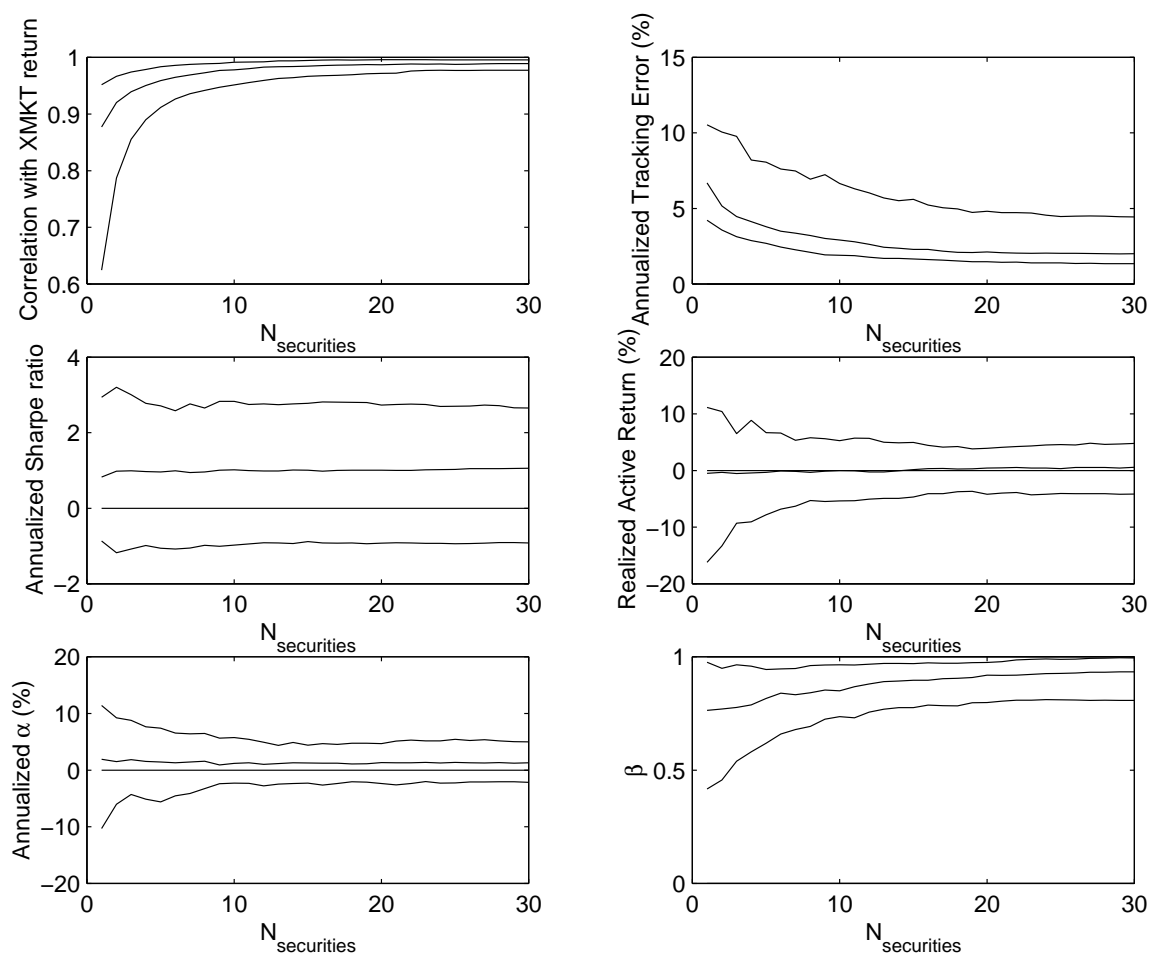 Correlation with XMKT return
1
0.9
0.8
0.7
0.6
0 10 20 30
N_securities
Annualized Tracking Error (%)
15
10
5
0
0 10 20 30
N_securities
Annualized Sharpe ratio
4
2
0
−2
0 10 20 30
N_securities
Realized Active Return (%)
20
10
0
−10
−20
0 10 20 30
N_securities
Annualized α (%)
20
10
0
−10
−20
0 10 20 30
N_securities
β
1
0.5
0
0 10 20 30
N_securities